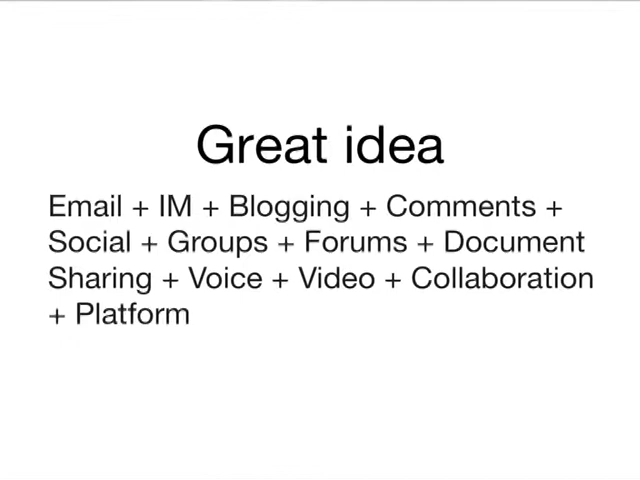 Great idea
Email + IM + Blogging + Comments +
Social + Groups + Forums + Document
Sharing + Voice + Video + Collaboration
+ Platform